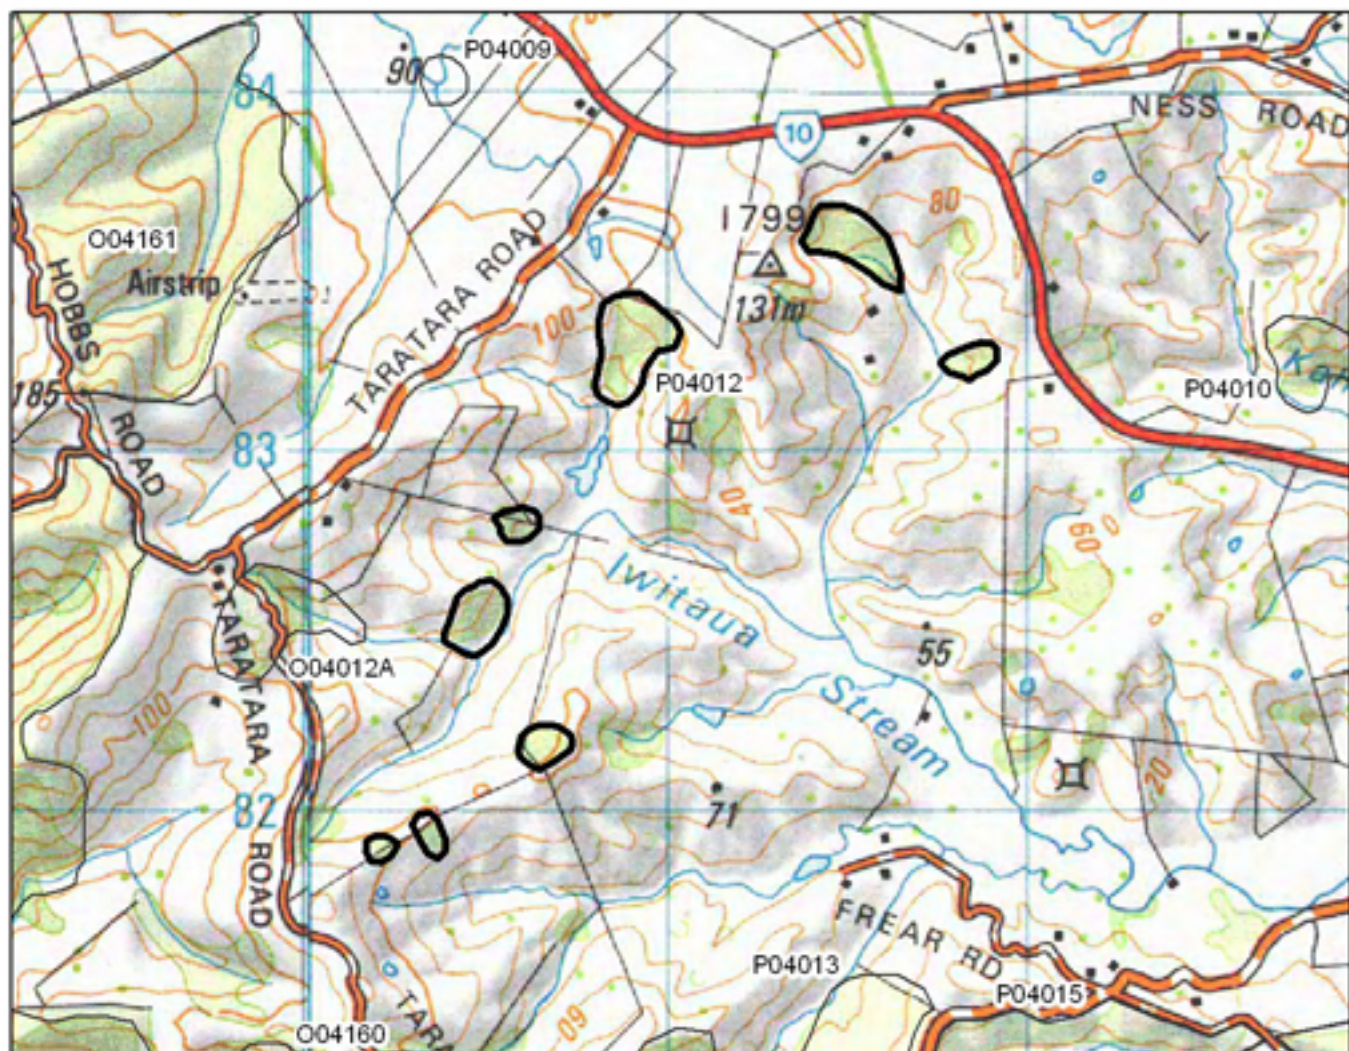 P04009
90
84
NESS ROAD
10
O04161
HOBBS ROAD
Airstrip
TARATARA ROAD
1799
80
131m
100
185
P04012
P04010
83
40
60
Iwitaua Stream
55
O04012A
TARATARA ROAD
100
82
71
20
FREAR RD
P04013
P04015
O04160
60